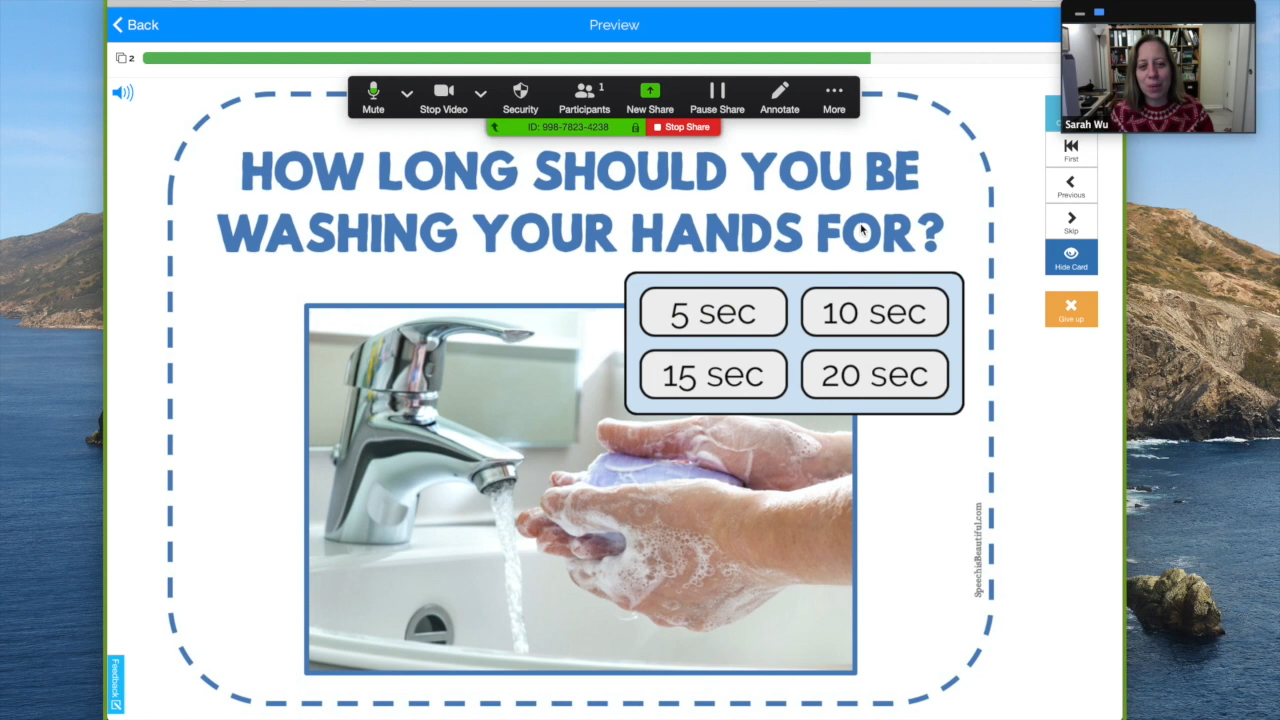 Back
Preview
2
Mute
Stop Video
Security
Participants
1
New Share
Pause Share
Annotate
More
ID: 998-7823-4238
Stop Share
Sarah Wu
First
Previous
Skip
Hide Card
Give up
HOW LONG SHOULD YOU BE
WASHING YOUR HANDS FOR?
5 sec
10 sec
15 sec
20 sec
SpeechisBeautiful.com
Feedback